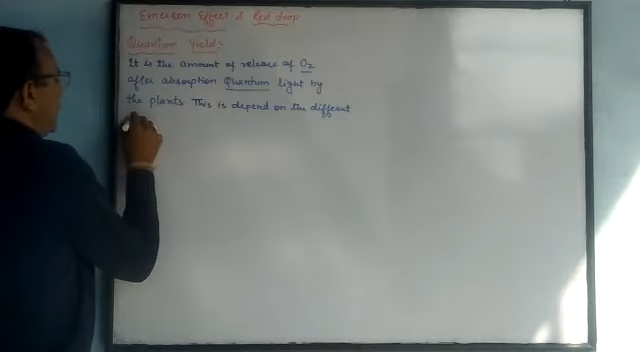 Emerson Effect & Red drop
Quantum Yield:-
It is the amount of release of O2
after absorption Quantum light by
the plants. This is depend on the different